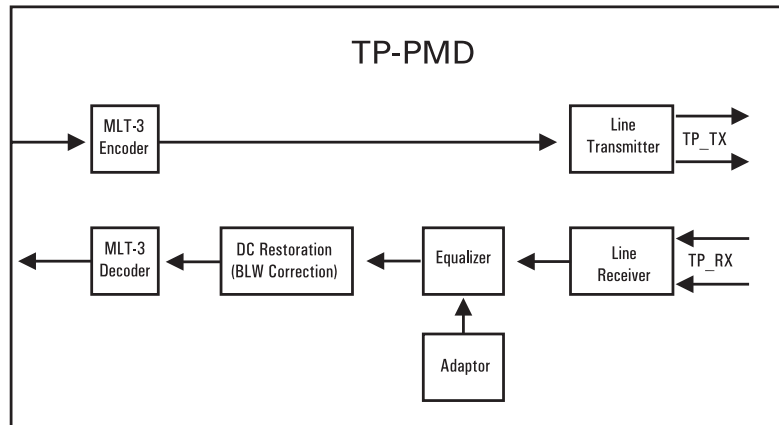 TP-PMD
MLT-3
Encoder
Line
Transmitter
TP_TX
MLT-3
Decoder
DC Restoration
(BLW Correction)
Equalizer
Line
Receiver
TP_RX
Adaptor